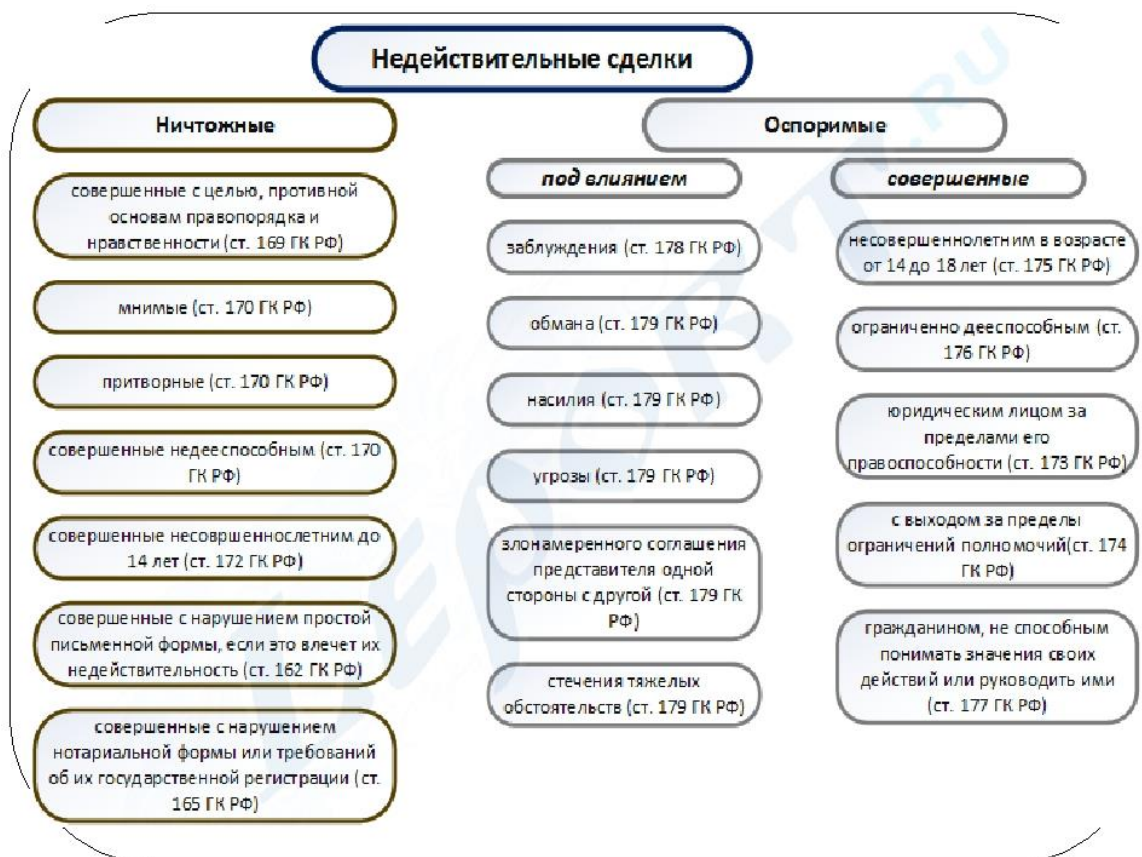 Недействительные сделки
Ничтожные
совершенные с целью, противной
основам правопорядка и
нравственности (ст. 169 ГК РФ)
мнимые (ст. 170 ГК РФ)
притворные (ст. 170 ГК РФ)
совершенные недееспособным (ст. 170
ГК РФ)
совершенные несоврешеннослетним до
14 лет (ст. 172 ГК РФ)
совершенные с нарушением простой
письменной формы, если это влечет их
недействительность (ст. 162 ГК РФ)
совершенные с нарушением
нотариальной формы или требований
об их государственной регистрации (ст.
165 ГК РФ)
Оспоримые
под влиянием
заблуждения (ст. 178 ГК РФ)
обмана (ст. 179 ГК РФ)
насилия (ст. 179 ГК РФ)
угрозы (ст. 179 ГК РФ)
злонамеренного соглашения
представителя одной
стороны с другой (ст. 179 ГК
РФ)
стечения тяжелых
обстоятельств (ст. 179 ГК РФ)
совершенные
несовершеннолетним в возрасте
от 14 до 18 лет (ст. 175 ГК РФ)
ограниченно дееспособным (ст.
176 ГК РФ)
юридическим лицом за
пределами его
правоспособности (ст. 173 ГК РФ)
с выходом за пределы
ограничений полномочий(ст. 174
ГК РФ)
гражданином, не способным
понимать значения своих
действий или руководить ими
(ст. 177 ГК РФ)